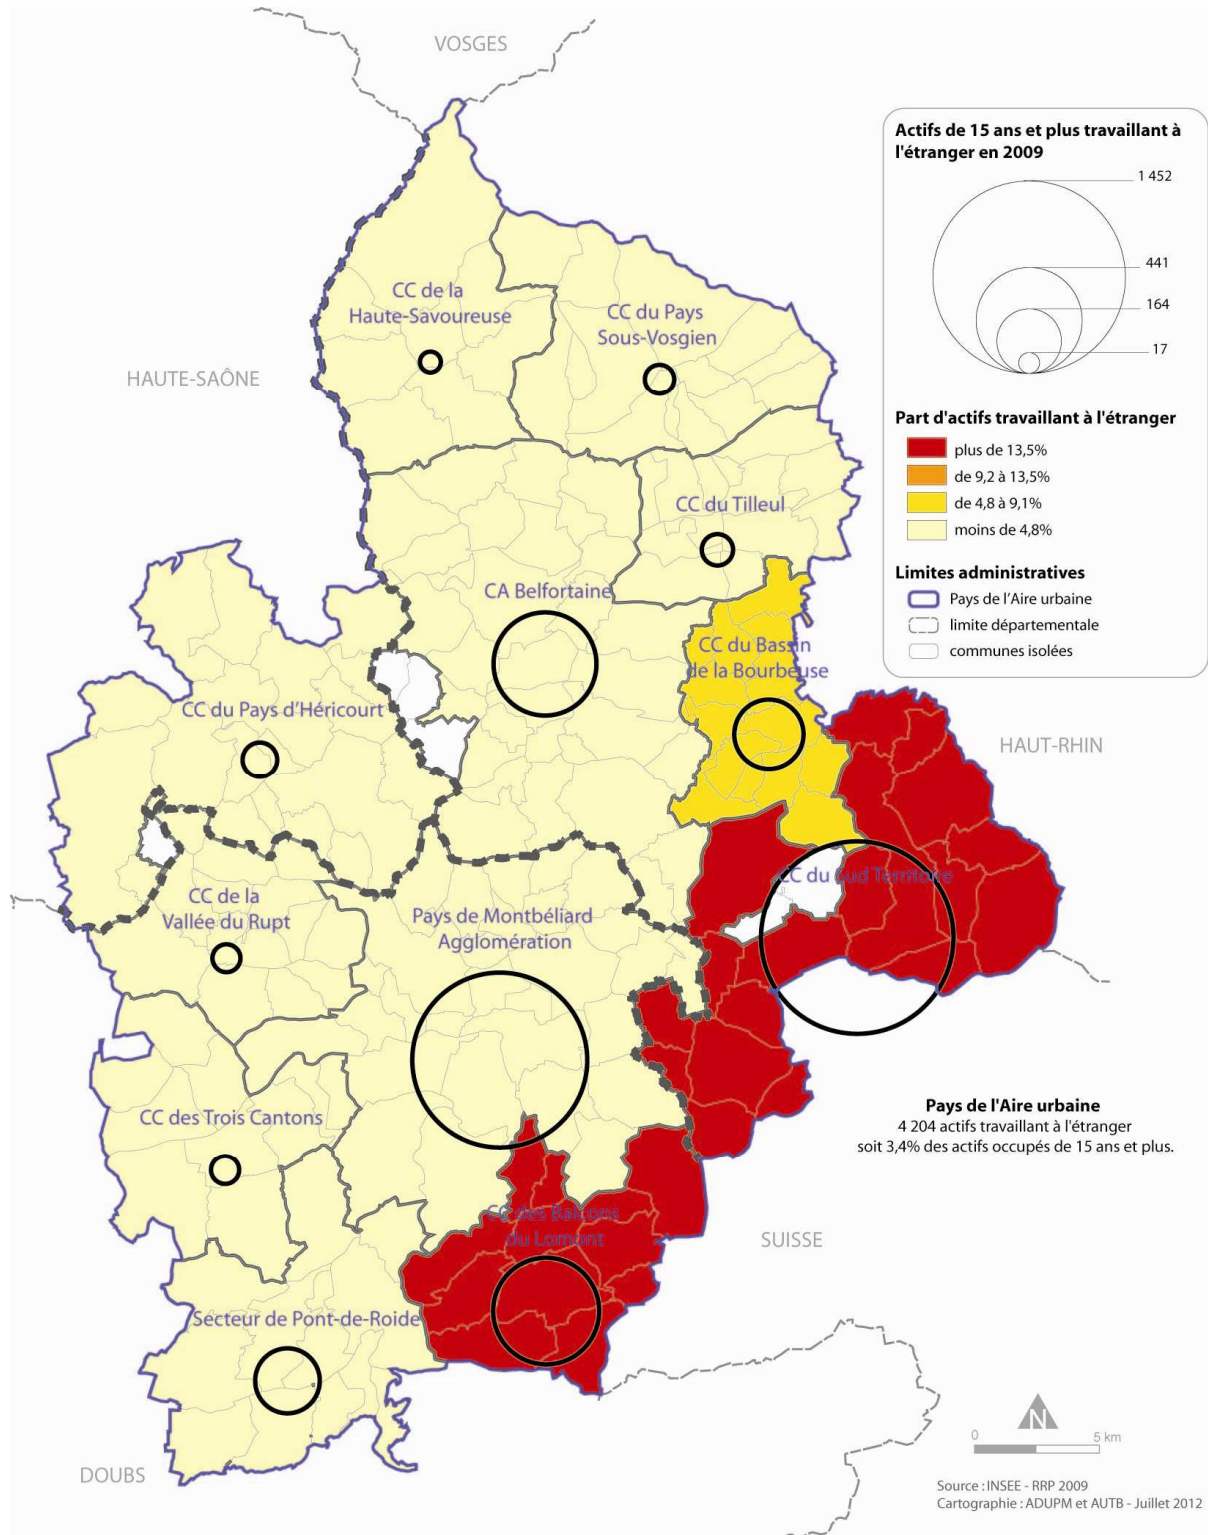 VOSGES
Actifs de 15 ans et plus travaillant à
l'étranger en 2009
1 452
441
164
17
CC de la
Haute-Savoureuse
CC du Pays
Sous-Vosgien
HAUTE-SAÔNE
Part d'actifs travaillant à l'étranger
plus de 13,5%
de 9,2 à 13,5%
de 4,8 à 9,1%
moins de 4,8%
CC du Tilleul
Limites administratives
Pays de l'Aire urbaine
limite départementale
communes isolées
CA Belfortaine
CC du Bassin
de la Bourbeuse
CC du Pays d'Héricourt
HAUT-RHIN
CC du Sud Territoire
CC de la
Vallée du Rupt
Pays de Montbéliard
Agglomération
CC des Trois Cantons
Pays de l'Aire urbaine
4 204 actifs travaillant à l'étranger
soit 3,4% des actifs occupés de 15 ans et plus.
CC des Balcons
du Lomont
SUISSE
Secteur de Pont-de-Roide
N
0
5 km
DOUBS
Source : INSEE - RRP 2009
Cartographie : ADUPM et AUTB - Juillet 2012